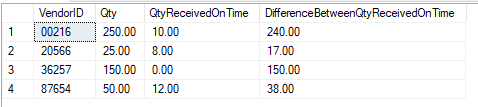 VendorID Qty QtyReceivedOnTime DifferenceBetweenQtyReceivedOnTime
1 00216 250.00 10.00 240.00
2 20566 25.00 8.00 17.00
3 36257 150.00 0.00 150.00
4 87654 50.00 12.00 38.00